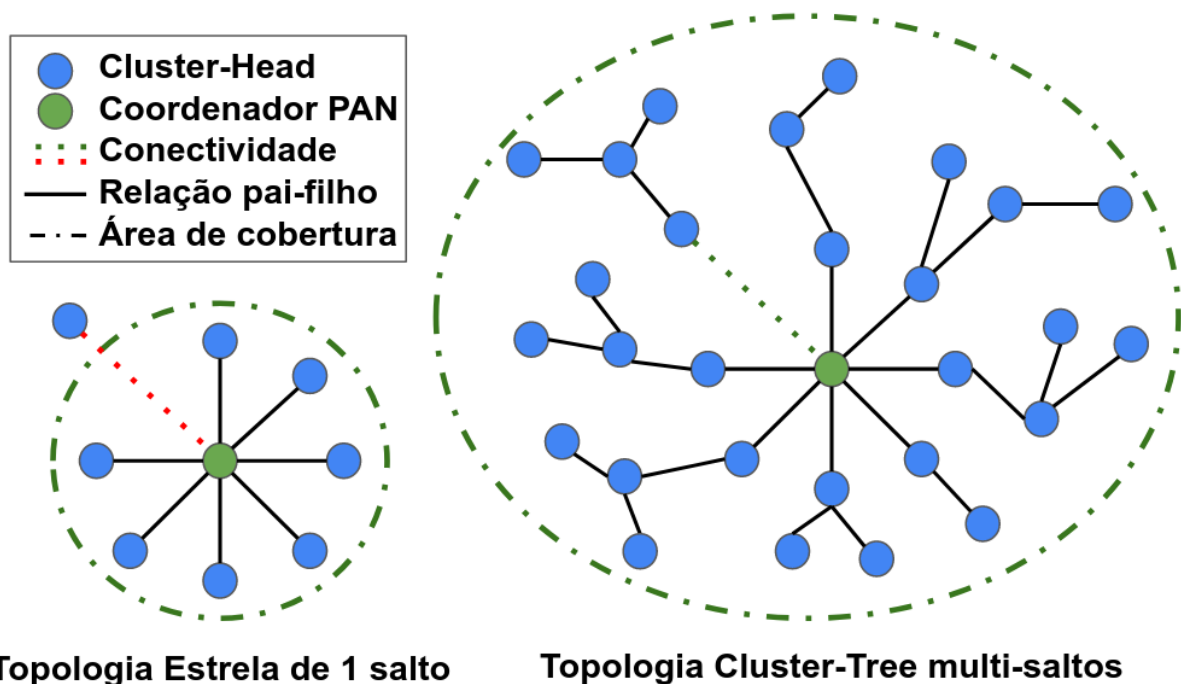 Cluster-Head
Coordenador PAN
Conectividade
Relação pai-filho
Área de cobertura
Topologia Estrela de 1 salto
Topologia Cluster-Tree multi-saltos